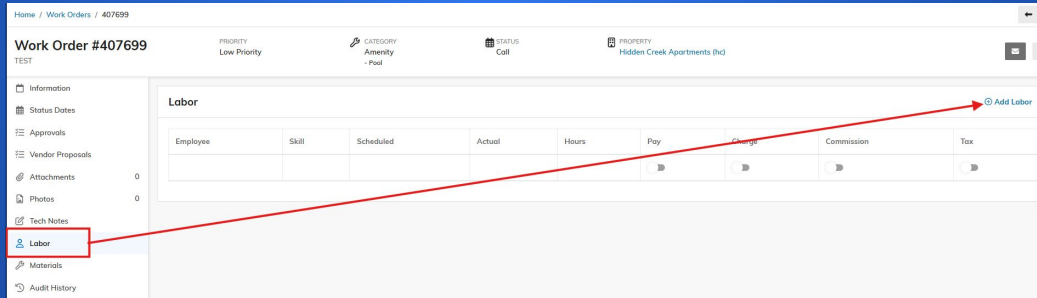 Home / Work Orders / 407699
Work Order #407699
TEST
PRIORITY
Low Priority
CATEGORY
Amenity
- Pool
STATUS
Call
PROPERTY
Hidden Creek Apartments (hc)
Information
Status Dates
Approvals
Vendor Proposals
Attachments 0
Photos 0
Tech Notes
Labor
Materials
Audit History
Labor
Add Labor
Employee Skill Scheduled Actual Hours Pay Charge Commission Tax